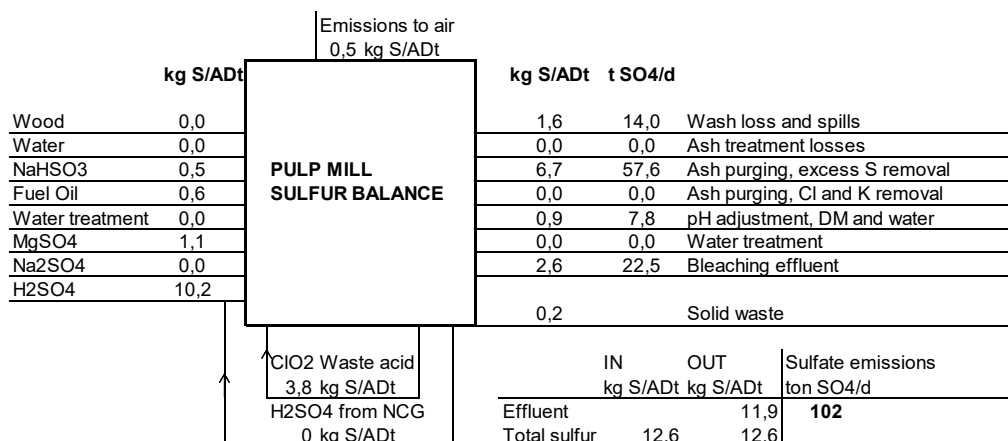 Emissions to air
0,5 kg S/ADt
kg S/ADt kg S/ADt t SO4/d
Wood 0,0 1,6 14,0 Wash loss and spills
Water 0,0 0,0 0,0 Ash treatment losses
NaHSO3 0,5 PULP MILL 6,7 57,6 Ash purging, excess S removal
Fuel Oil 0,6 SULFUR BALANCE 0,0 0,0 Ash purging, Cl and K removal
Water treatment 0,0 0,9 7,8 pH adjustment, DM and water
MgSO4 1,1 0,0 0,0 Water treatment
Na2SO4 0,0 2,6 22,5 Bleaching effluent
H2SO4 10,2
0,2 Solid waste
ClO2 Waste acid IN OUT Sulfate emissions
3,8 kg S/ADt kg S/ADt kg S/ADt ton SO4/d
H2SO4 from NCG Effluent 11,9 102
0 kg S/ADt Total sulfur 12,6 12,6